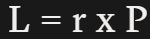 L = r x P